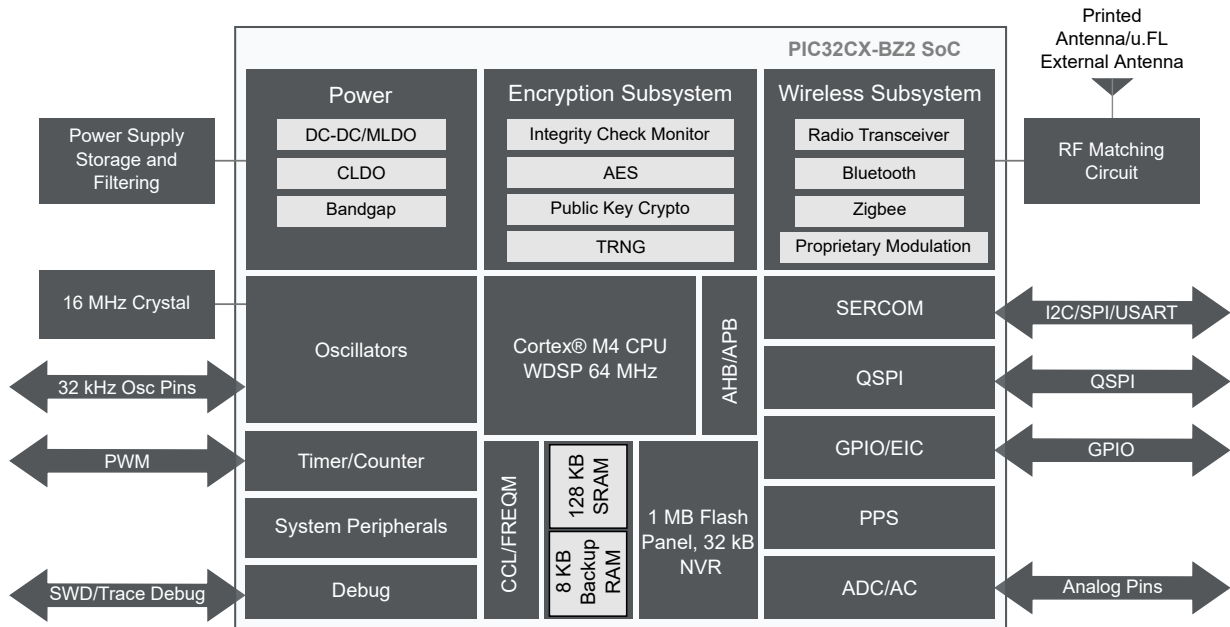 Printed
Antenna/u.FL
External Antenna
PIC32CX-BZ2 SoC
Power Supply
Storage and
Filtering
Power
DC-DC/MLDO
CLDO
Bandgap
Encryption Subsystem
Integrity Check Monitor
AES
Public Key Crypto
TRNG
Wireless Subsystem
Radio Transceiver
Bluetooth
Zigbee
Proprietary Modulation
RF Matching
Circuit
16 MHz Crystal
32 kHz Osc Pins
Oscillators
Cortex® M4 CPU
WDSP 64 MHz
AHB/APB
SERCOM
I2C/SPI/USART
QSPI
QSPI
PWM
Timer/Counter
GPIO/EIC
GPIO
System Peripherals
CCL/FREQM
128 KB
SRAM
8 KB
Backup
RAM
1 MB Flash
Panel, 32 kB
NVR
PPS
SWD/Trace Debug
Debug
ADC/AC
Analog Pins